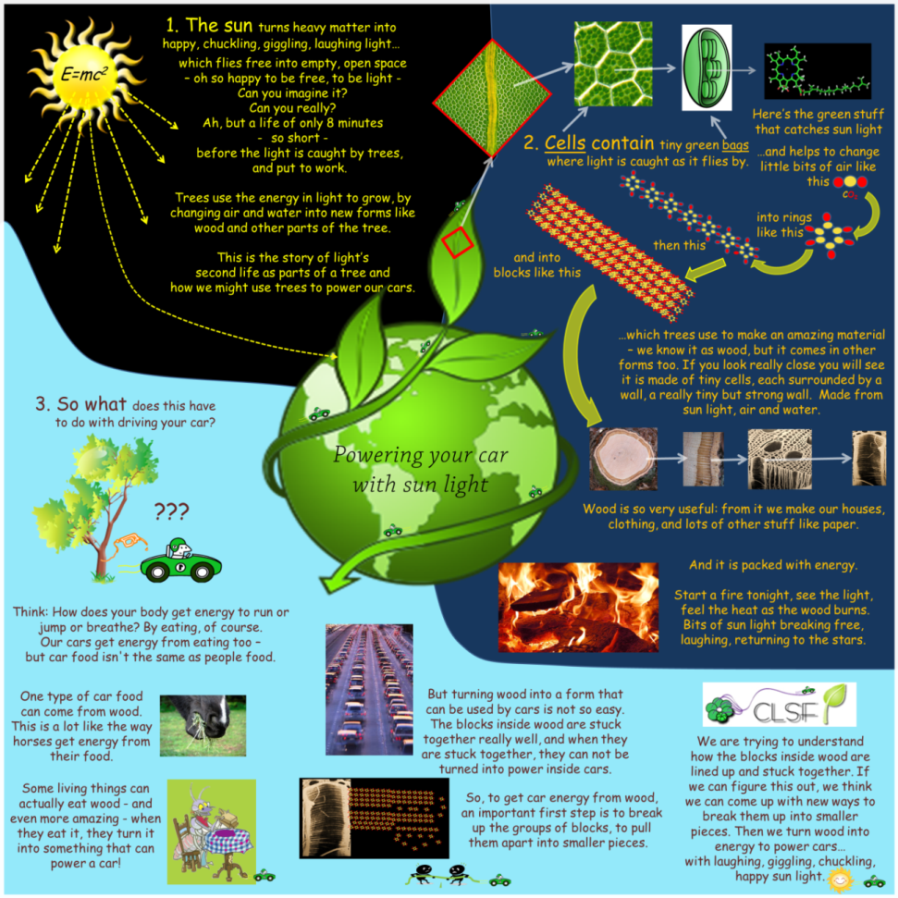 E=mc²
1. The sun turns heavy matter into
happy, chuckling, giggling, laughing light...
which flies free into empty, open space
– oh so happy to be free, to be light -
Can you imagine it?
Can you really?
Ah, but a life of only 8 minutes
- so short -
before the light is caught by trees,
and put to work.
Trees use the energy in light to grow, by
changing air and water into new forms like
wood and other parts of the tree.
This is the story of light's
second life as parts of a tree and
how we might use trees to power our cars.
Here's the green stuff
that catches sun light
2. Cells contain tiny green bags
where light is caught as it flies by.
...and helps to change
little bits of air like
this
into rings
like this
then this
and into
blocks like this
...which trees use to make an amazing material
– we know it as wood, but it comes in other
forms too. If you look really close you will see
it is made of tiny cells, each surrounded by a
wall, a really tiny but strong wall. Made from
sun light, air and water.
Wood is so very useful: from it we make our houses,
clothing, and lots of other stuff like paper.
And it is packed with energy.
Start a fire tonight, see the light,
feel the heat as the wood burns.
Bits of sun light breaking free,
laughing, returning to the stars.
Powering your car
with sun light
3. So what does this have
to do with driving your car?
???
Think: How does your body get energy to run or
jump or breathe? By eating, of course.
Our cars get energy from eating too –
but car food isn't the same as people food.
One type of car food
can come from wood.
This is a lot like the way
horses get energy from
their food.
Some living things can
actually eat wood - and
even more amazing - when
they eat it, they turn it
into something that can
power a car!
But turning wood into a form that
can be used by cars is not so easy.
The blocks inside wood are stuck
together really well, and when they
are stuck together, they can not be
turned into power inside cars.
So, to get car energy from wood,
an important first step is to break
up the groups of blocks, to pull
them apart into smaller pieces.
CLSF
We are trying to understand
how the blocks inside wood are
lined up and stuck together. If
we can figure this out, we think
we can come up with new ways to
break them up into smaller
pieces. Then we turn wood into
energy to power cars...
with laughing, giggling, chuckling,
happy sun light.